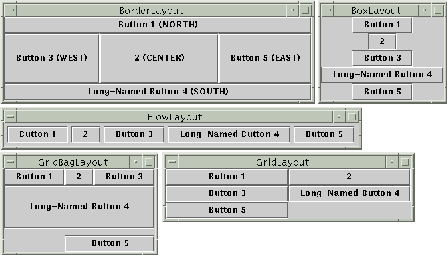 BorderLayout
Button 1 (NORTH)
Button 3 (WEST) 2 (CENTER) Button 5 (EAST)
Long-Named Button 4 (SOUTH)
BoxLayout
Button 1
2
Button 3
Long-Named Button 4
Button 5
FlowLayout
Button 1 2 Button 3 Long-Named Button 4 Button 5
GridBagLayout
Button 1 2 Button 3
Long-Named Button 4
Button 5
GridLayout
Button 1 2
Button 3 Long-Named Button 4
Button 5